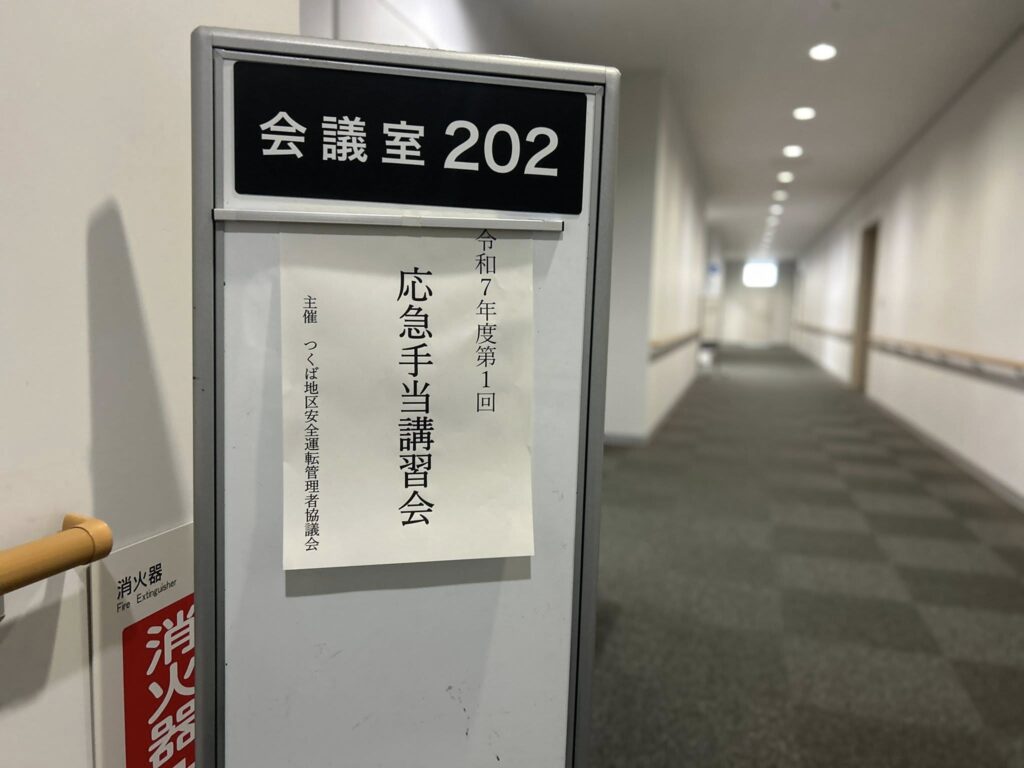 会議室 202
令和7年度第1回
応急手当講習会
主催 つくば地区安全運転管理者協議会
消火器
Fire Extinguisher
消火器